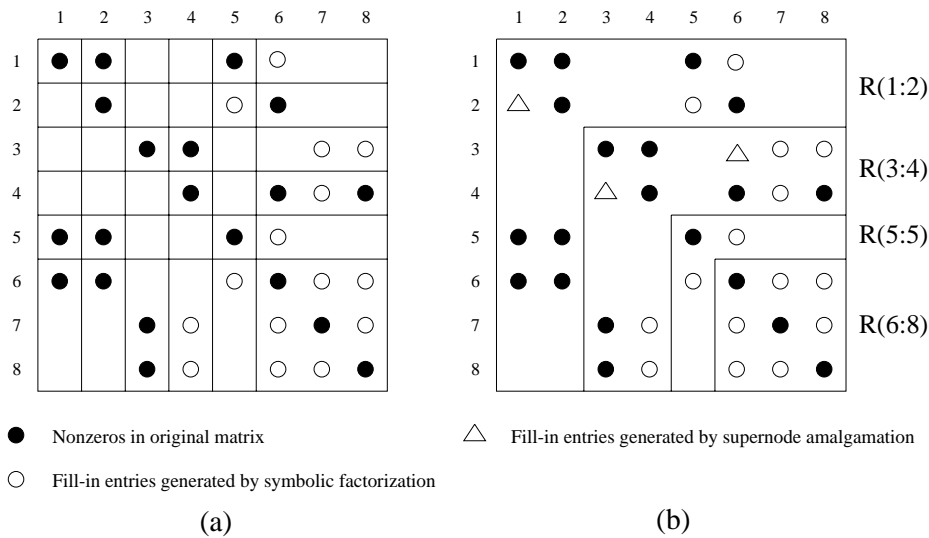 1 2 3 4 5 6 7 8
1
2
3
4
5
6
7
8
1 2 3 4 5 6 7 8
1
2
3
4
5
6
7
8
R(1:2)
R(3:4)
R(5:5)
R(6:8)
Nonzeros in original matrix
Fill-in entries generated by supernode amalgamation
Fill-in entries generated by symbolic factorization
(a)
(b)